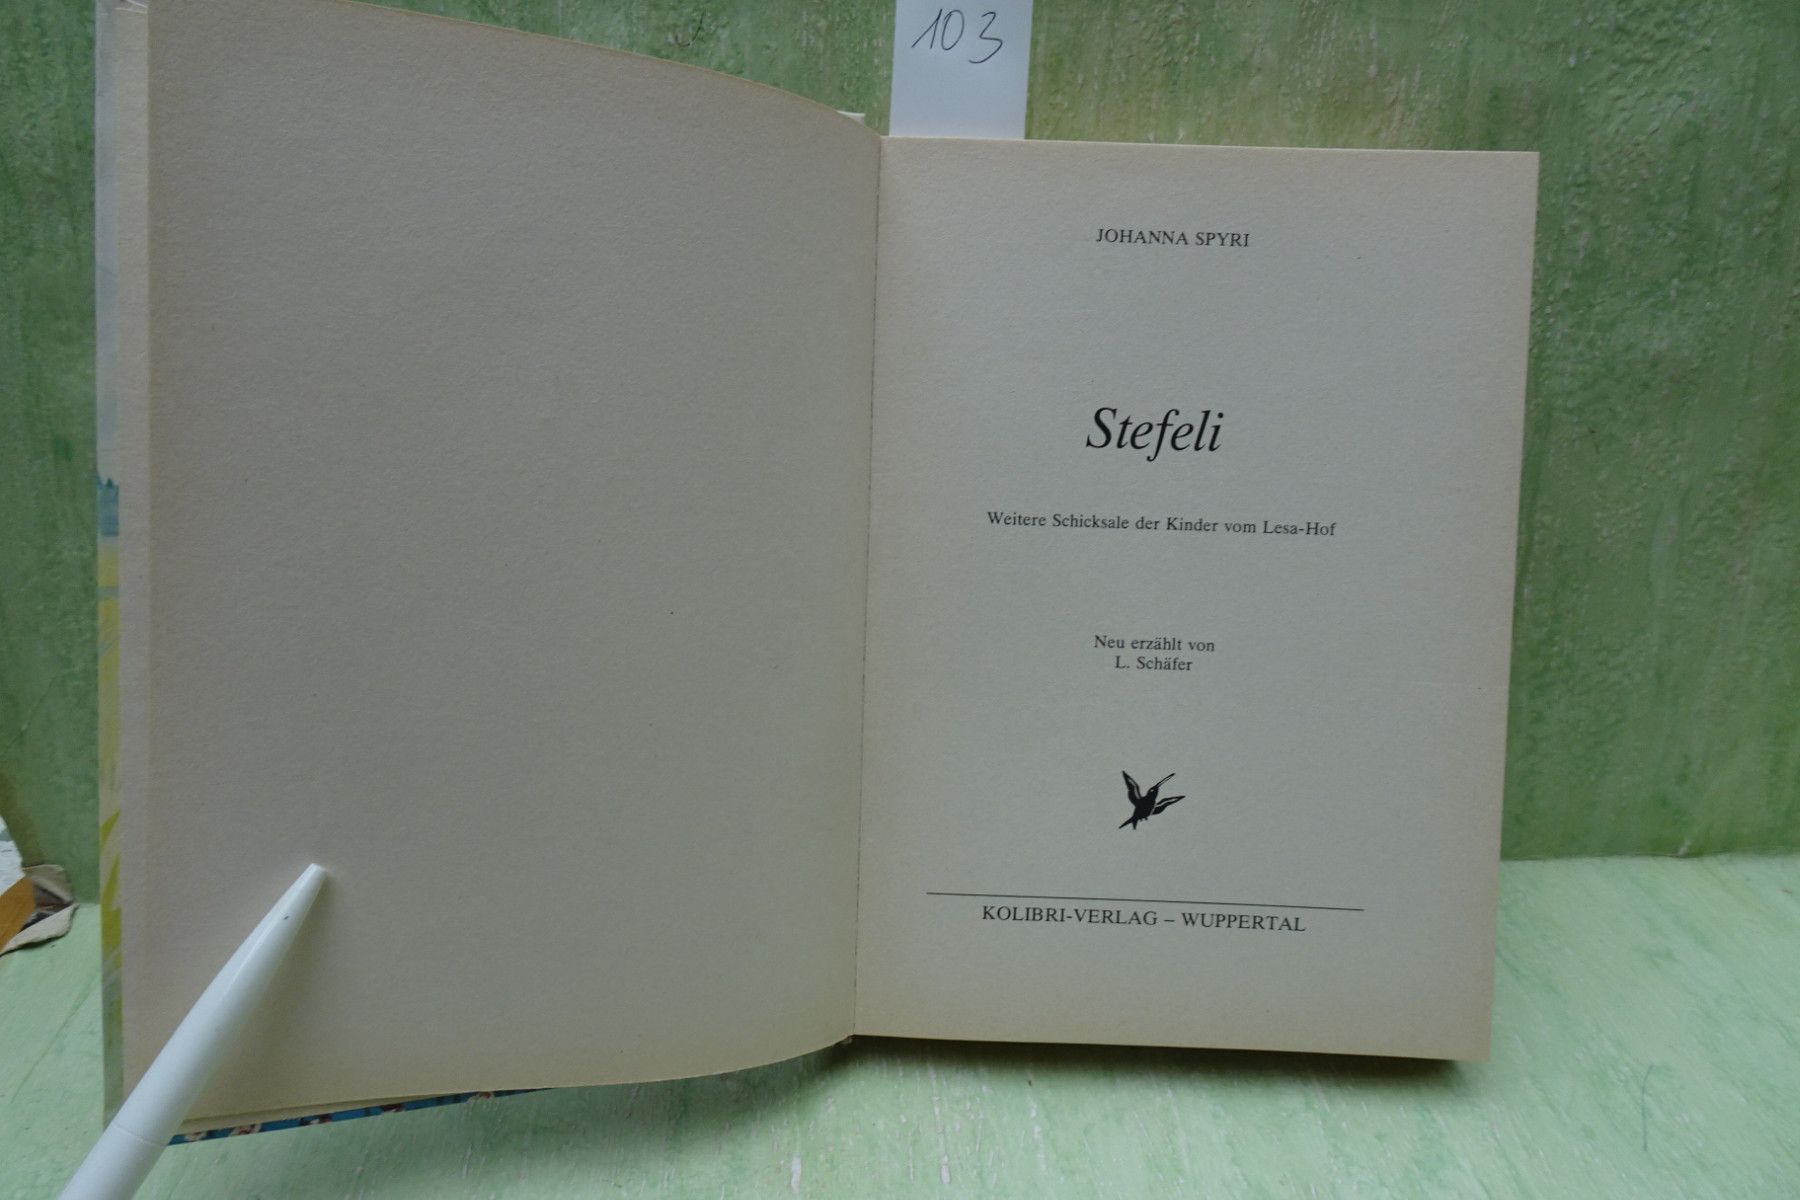 103
JOHANNA SPYRI
Stefeli
Weitere Schicksale der Kinder vom Lesa-Hof
Neu erzählt von
L. Schäfer
KOLIBRI-VERLAG – WUPPERTAL